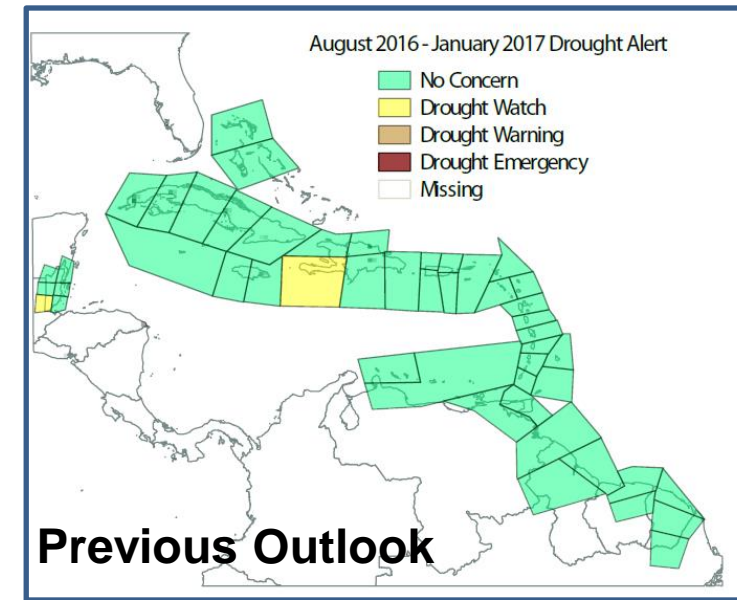 August 2016 - January 2017 Drought Alert
No Concern
Drought Watch
Drought Warning
Drought Emergency
Missing
Previous Outlook